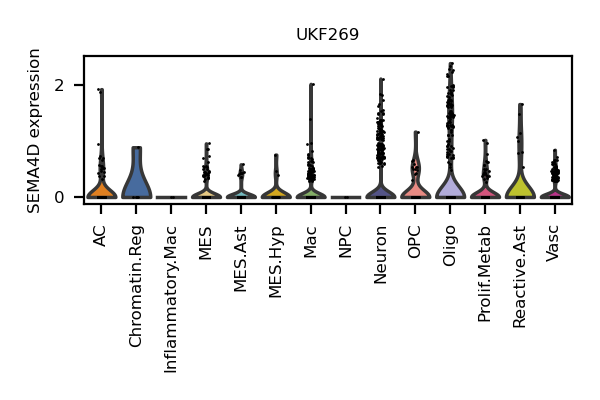 UKF269
SEMA4D expression
2
0
AC
Chromatin.Reg
Inflammatory.Mac
MES
MES.Ast
MES.Hyp
Mac
NPC
Neuron
OPC
Oligo
Prolif.Metab
Reactive.Ast
Vasc